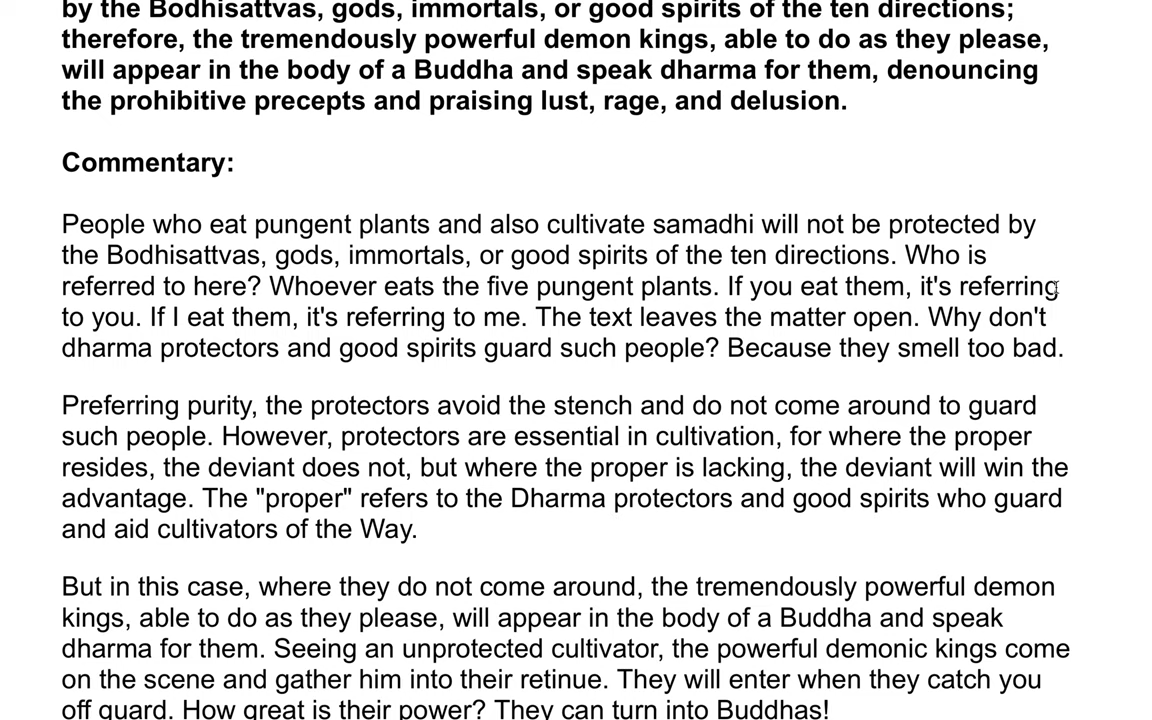 by the Bodhisattvas, gods, immortals, or good spirits of the ten directions;
therefore, the tremendously powerful demon kings, able to do as they please,
will appear in the body of a Buddha and speak dharma for them, denouncing
the prohibitive precepts and praising lust, rage, and delusion.
Commentary:
People who eat pungent plants and also cultivate samadhi will not be protected by
the Bodhisattvas, gods, immortals, or good spirits of the ten directions. Who is
referred to here? Whoever eats the five pungent plants. If you eat them, it's referring
to you. If I eat them, it's referring to me. The text leaves the matter open. Why don't
dharma protectors and good spirits guard such people? Because they smell too bad.
Preferring purity, the protectors avoid the stench and do not come around to guard
such people. However, protectors are essential in cultivation, for where the proper
resides, the deviant does not, but where the proper is lacking, the deviant will win the
advantage. The "proper" refers to the Dharma protectors and good spirits who guard
and aid cultivators of the Way.
But in this case, where they do not come around, the tremendously powerful demon
kings, able to do as they please, will appear in the body of a Buddha and speak
dharma for them. Seeing an unprotected cultivator, the powerful demonic kings come
on the scene and gather him into their retinue. They will enter when they catch you
off guard. How great is their power? They can turn into Buddhas!